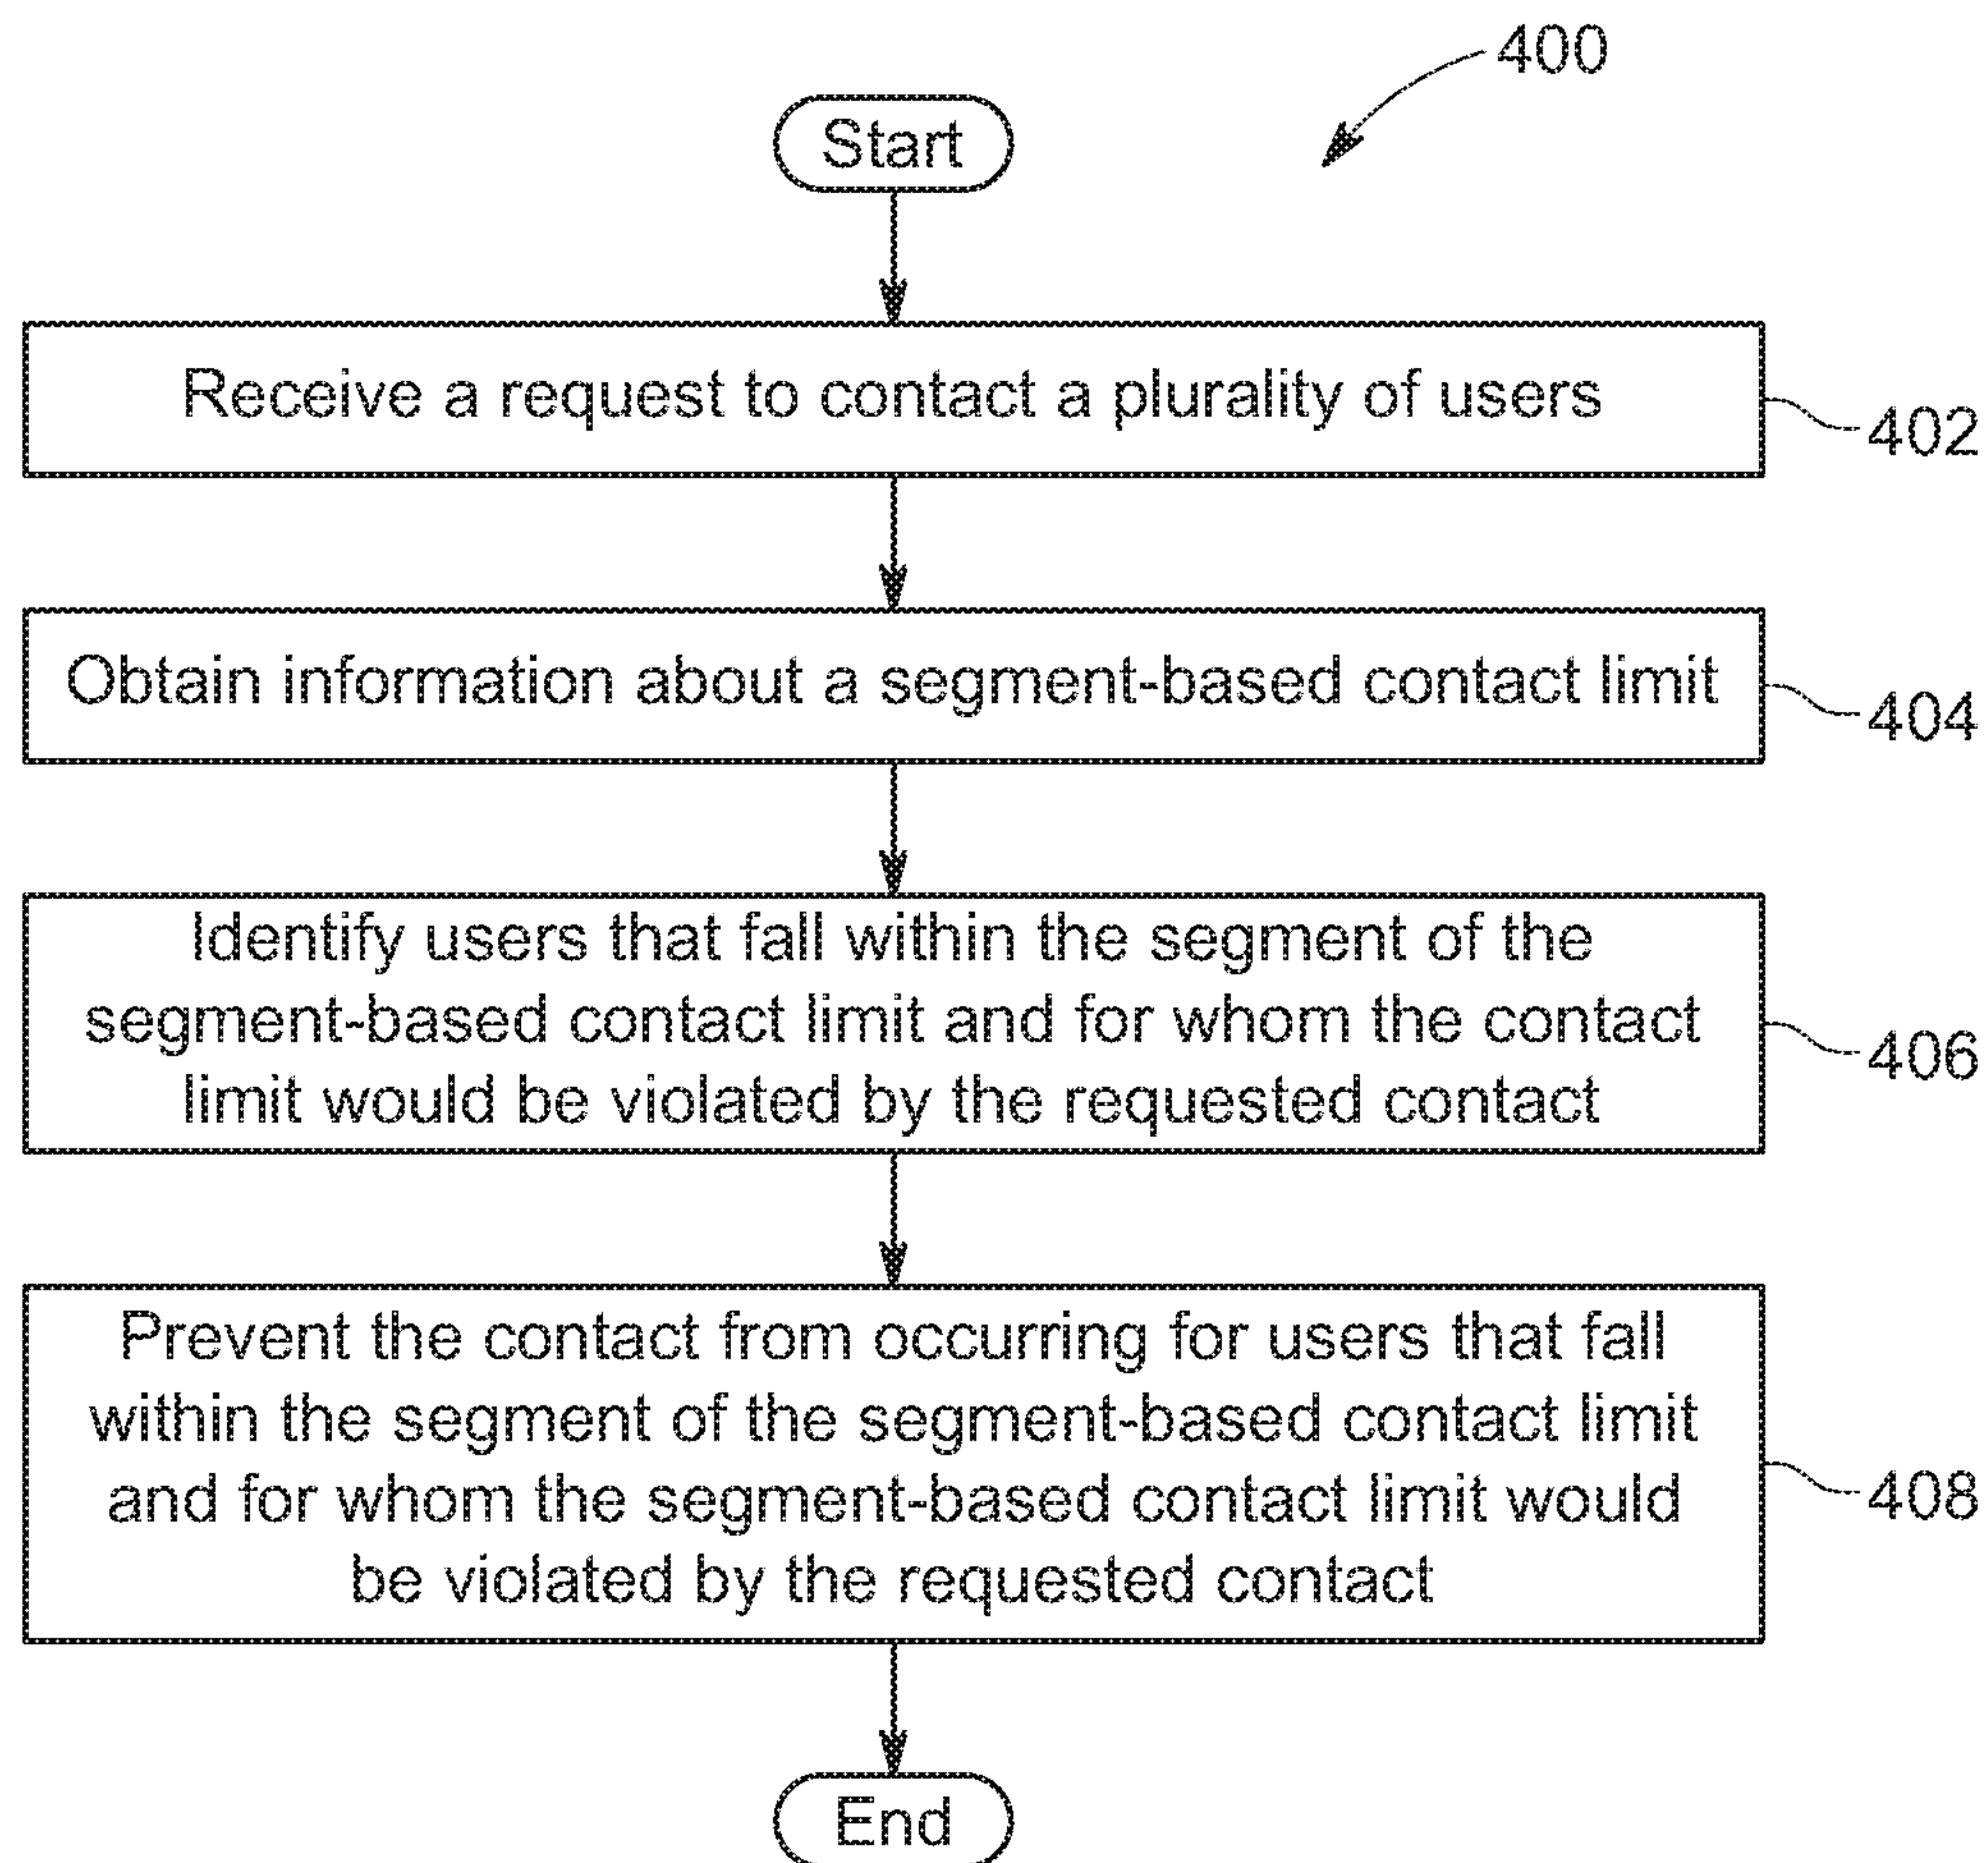 400
Start
Receive a request to contact a plurality of users
402
Obtain information about a segment-based contact limit
404
Identify users that fall within the segment of the
segment-based contact limit and for whom the contact
limit would be violated by the requested contact
406
Prevent the contact from occurring for users that fall
within the segment of the segment-based contact limit
and for whom the segment-based contact limit would
be violated by the requested contact
408
End